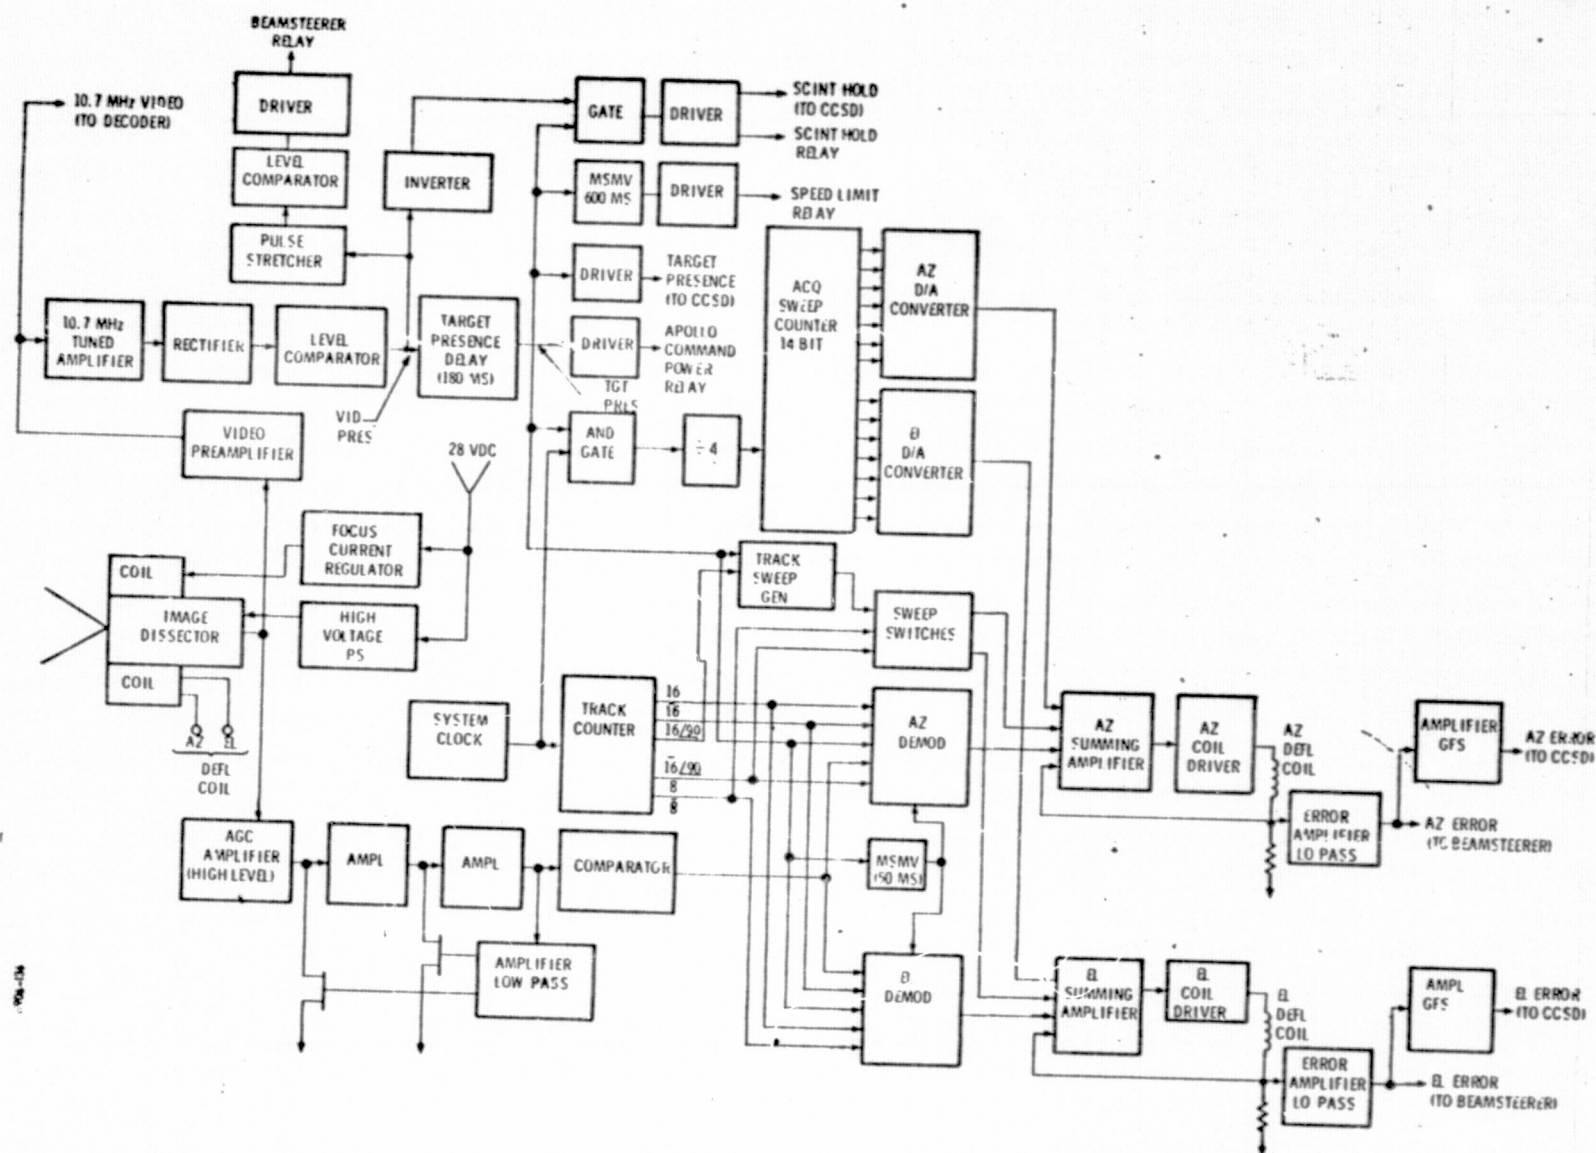 BEAMSTEERER
RELAY
10.7 MHz VIDEO
(TO DECODER)
DRIVER
LEVEL
COMPARATOR
PULSE
STRETCHER
INVERTER
GATE
DRIVER
SCINT HOLD
(TO CCSD)
SCINT HOLD
RELAY
MSMV
600 MS
DRIVER
SPEED LIMIT
RELAY
DRIVER
TARGET
PRESENCE
(TO CCSD)
DRIVER
APOLLO
COMMAND
POWER
RELAY
10.7 MHz
TUNED
AMPLIFIER
RECTIFIER
LEVEL
COMPARATOR
TARGET
PRESENCE
DELAY
(180 MS)
VID
PRES
TGT
PRES
ACQ
SWEEP
COUNTER
14 BIT
AZ
D/A
CONVERTER
EL
D/A
CONVERTER
VIDEO
PREAMPLIFIER
28 VDC
AND
GATE
÷ 4
FOCUS
CURRENT
REGULATOR
COIL
IMAGE
DISSECTOR
COIL
HIGH
VOLTAGE
PS
AZ EL
DEFL
COIL
TRACK
SWEEP
GEN
SWEEP
SWITCHES
SYSTEM
CLOCK
TRACK
COUNTER
16
16
16/90
16/90
8
8
AZ
DEMOD
AZ
SUMMING
AMPLIFIER
AZ
COIL
DRIVER
AZ
DEFL
COIL
AMPLIFIER
GFS
AZ ERROR
(TO CCSD)
ERROR
AMPLIFIER
LO PASS
AZ ERROR
(TO BEAMSTEERER)
AGC
AMPLIFIER
(HIGH LEVEL)
AMPL
AMPL
COMPARATOR
MSMV
(50 MS)
AMPLIFIER
LOW PASS
EL
DEMOD
EL
SUMMING
AMPLIFIER
EL
COIL
DRIVER
EL
DEFL
COIL
AMPL
GFS
EL ERROR
(TO CCSD)
ERROR
AMPLIFIER
LO PASS
EL ERROR
(TO BEAMSTEERER)